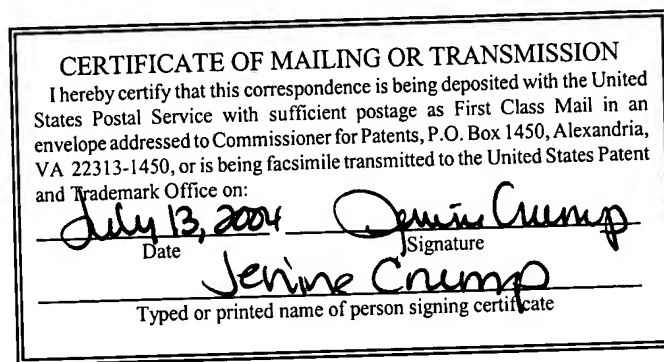 CERTIFICATE OF MAILING OR TRANSMISSION
I hereby certify that this correspondence is being deposited with the United
States Postal Service with sufficient postage as First Class Mail in an
envelope addressed to Commissioner for Patents, P.O. Box 1450, Alexandria,
VA 22313-1450, or is being facsimile transmitted to the United States Patent
and Trademark Office on:
July 13, 2004 Jenine Crump
Date Signature
Jenine Crump
Typed or printed name of person signing certificate